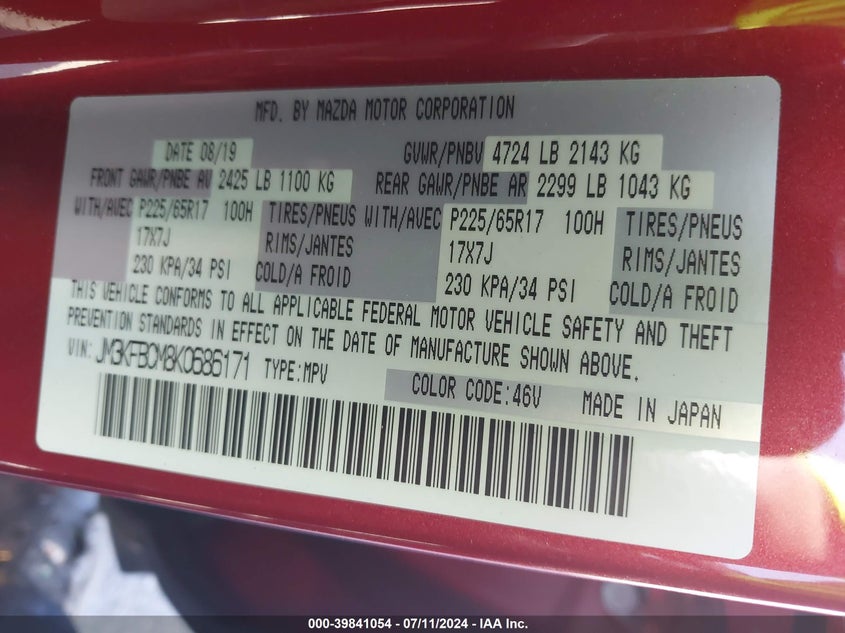 MFD. BY MAZDA MOTOR CORPORATION
DATE 08/19 GVWR/PNBV 4724 LB 2143 KG
FRONT GAWR/PNBE AV 2425 LB 1100 KG REAR GAWR/PNBE AR 2299 LB 1043 KG
WITH/AVEC P225/65R17 100H TIRES/PNEUS WITH/AVEC P225/65R17 100H TIRES/PNEUS
17X7J RIMS/JANTES 17X7J RIMS/JANTES
230 KPA/34 PSI COLD/A FROID 230 KPA/34 PSI COLD/A FROID
THIS VEHICLE CONFORMS TO ALL APPLICABLE FEDERAL MOTOR VEHICLE SAFETY AND THEFT
PREVENTION STANDARDS IN EFFECT ON THE DATE OF MANUFACTURE SHOWN ABOVE.
VIN: JM3KFBCM8K0686171 TYPE:MPV
COLOR CODE:46V MADE IN JAPAN
000-39841054 - 07/11/2024 - IAA Inc.